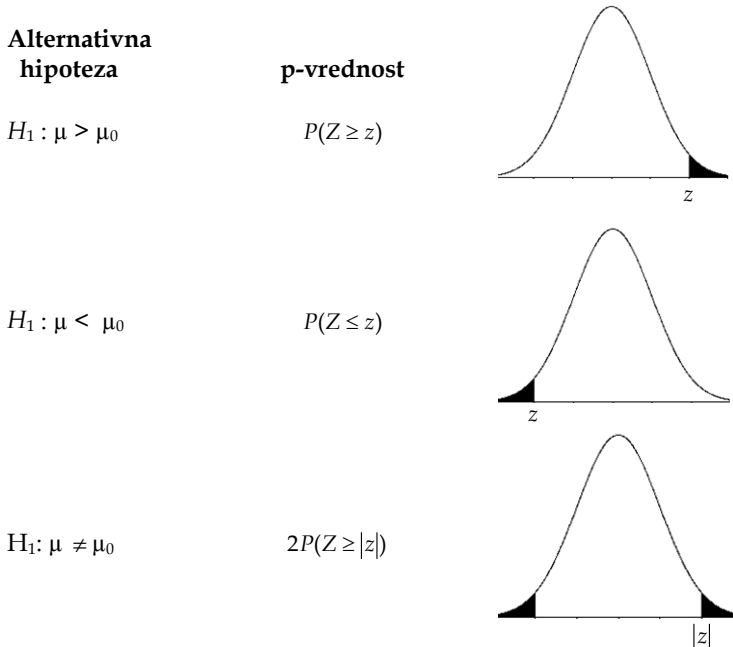 Alternativna
hipoteza p-vrednost
H₁ : μ > μ₀ P(Z ≥ z)
z
H₁ : μ < μ₀ P(Z ≤ z)
z
H₁: μ ≠ μ₀ 2P(Z ≥ |z|)
|z|